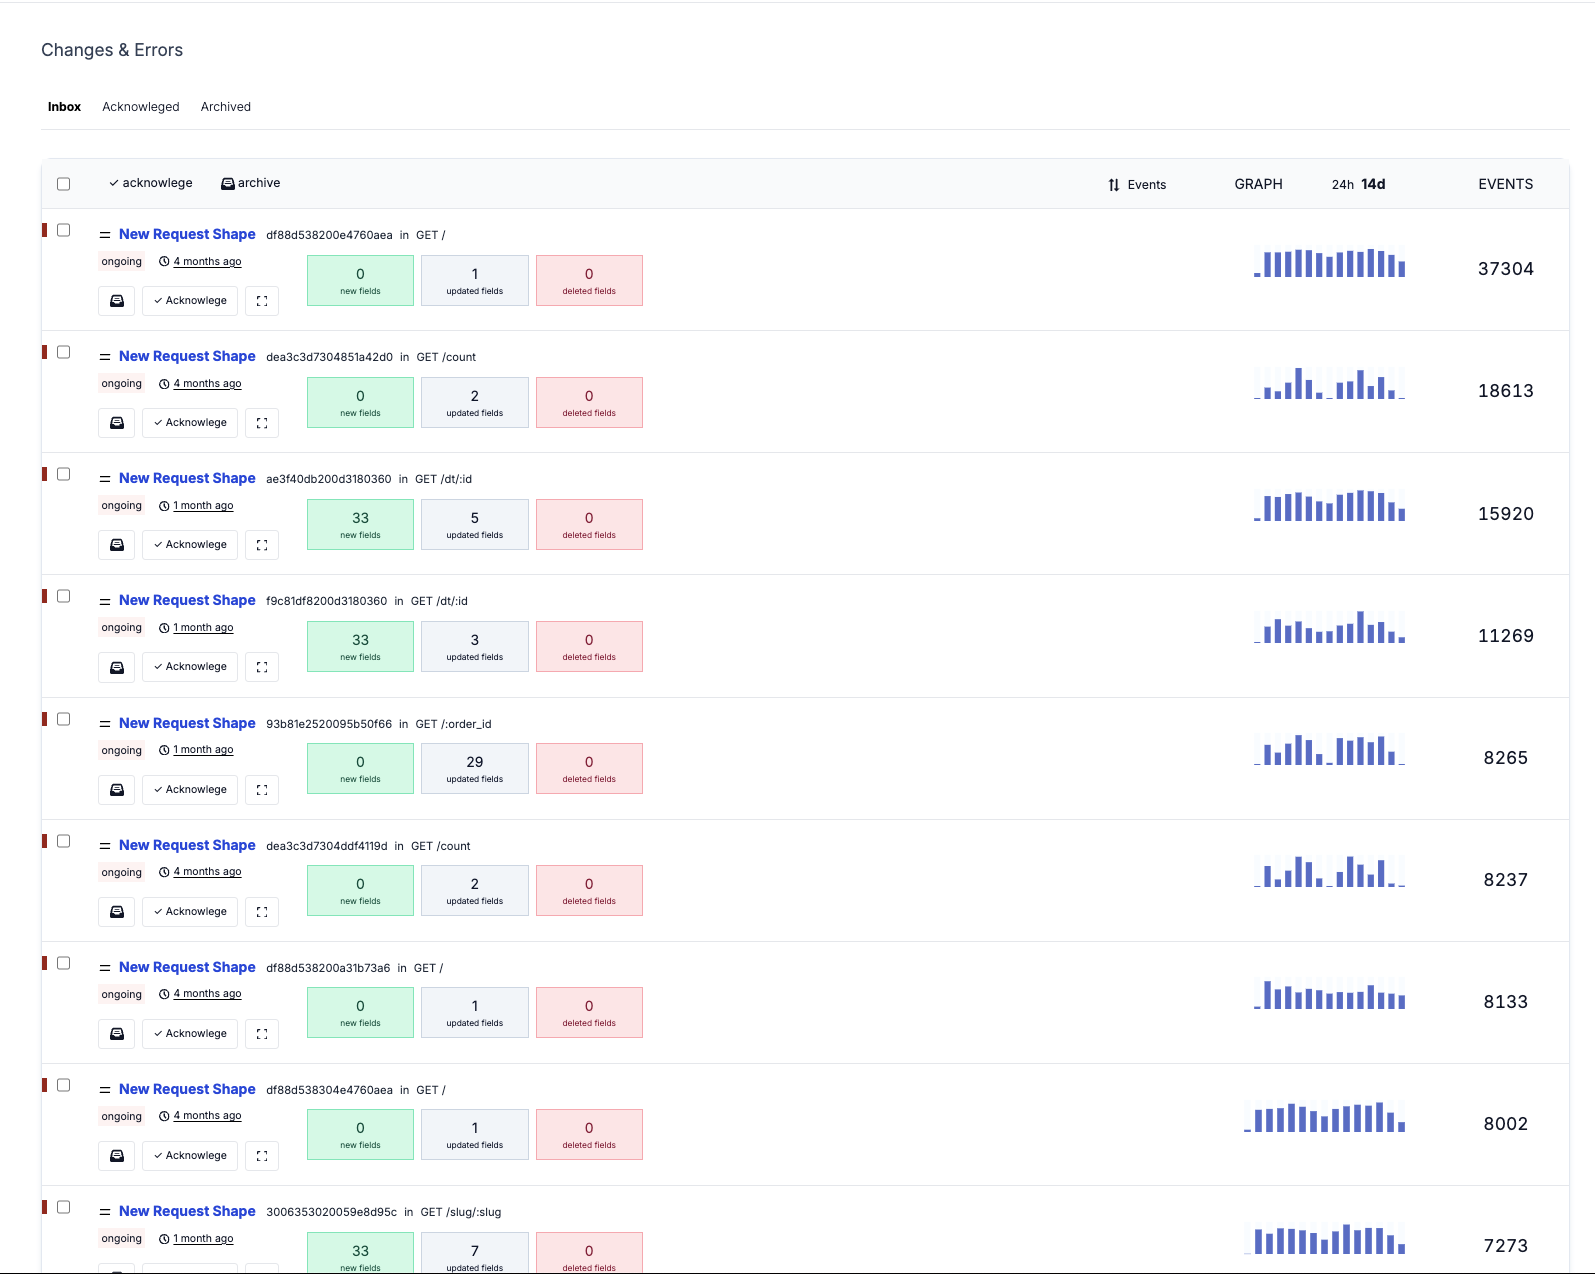 Changes & Errors
Inbox Acknowleged Archived
acknowlege archive Events GRAPH 24h 14d EVENTS
New Request Shape df88d538200e4760aea in GET /
ongoing 4 months ago
0 1 0
new fields updated fields deleted fields
Acknowlege
37304
New Request Shape dea3c3d7304851a42d0 in GET /count
ongoing 4 months ago
0 2 0
new fields updated fields deleted fields
Acknowlege
18613
New Request Shape ae3f40db200d3180360 in GET /dt/:id
ongoing 1 month ago
33 5 0
new fields updated fields deleted fields
Acknowlege
15920
New Request Shape f9c81df8200d3180360 in GET /dt/:id
ongoing 1 month ago
33 3 0
new fields updated fields deleted fields
Acknowlege
11269
New Request Shape 93b81e2520095b50f66 in GET /:order_id
ongoing 1 month ago
0 29 0
new fields updated fields deleted fields
Acknowlege
8265
New Request Shape dea3c3d7304ddf4119d in GET /count
ongoing 4 months ago
0 2 0
new fields updated fields deleted fields
Acknowlege
8237
New Request Shape df88d538200a31b73a6 in GET /
ongoing 4 months ago
0 1 0
new fields updated fields deleted fields
Acknowlege
8133
New Request Shape df88d538304e4760aea in GET /
ongoing 4 months ago
0 1 0
new fields updated fields deleted fields
Acknowlege
8002
New Request Shape 3006353020059e8d95c in GET /slug/:slug
ongoing 1 month ago
33 7 0
new fields updated fields deleted fields
7273